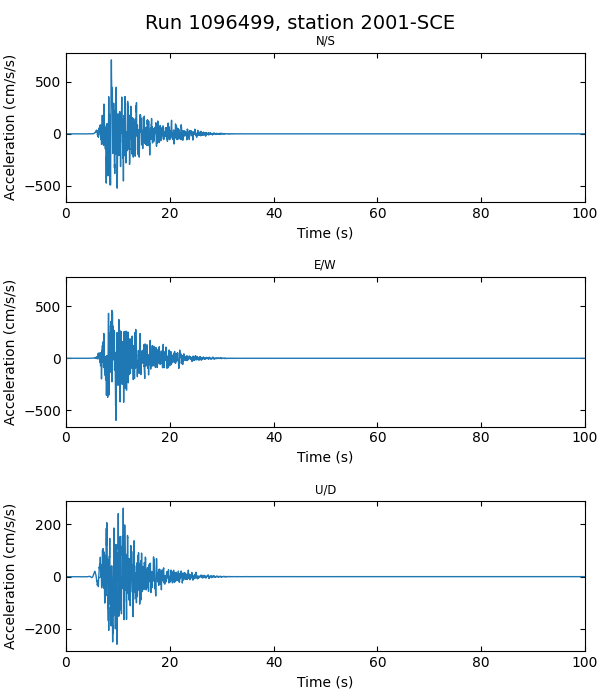 Run 1096499, station 2001-SCE
N/S
Acceleration (cm/s/s)
500
0
−500
0 20 40 60 80 100
Time (s)
E/W
Acceleration (cm/s/s)
500
0
−500
0 20 40 60 80 100
Time (s)
U/D
Acceleration (cm/s/s)
200
0
−200
0 20 40 60 80 100
Time (s)